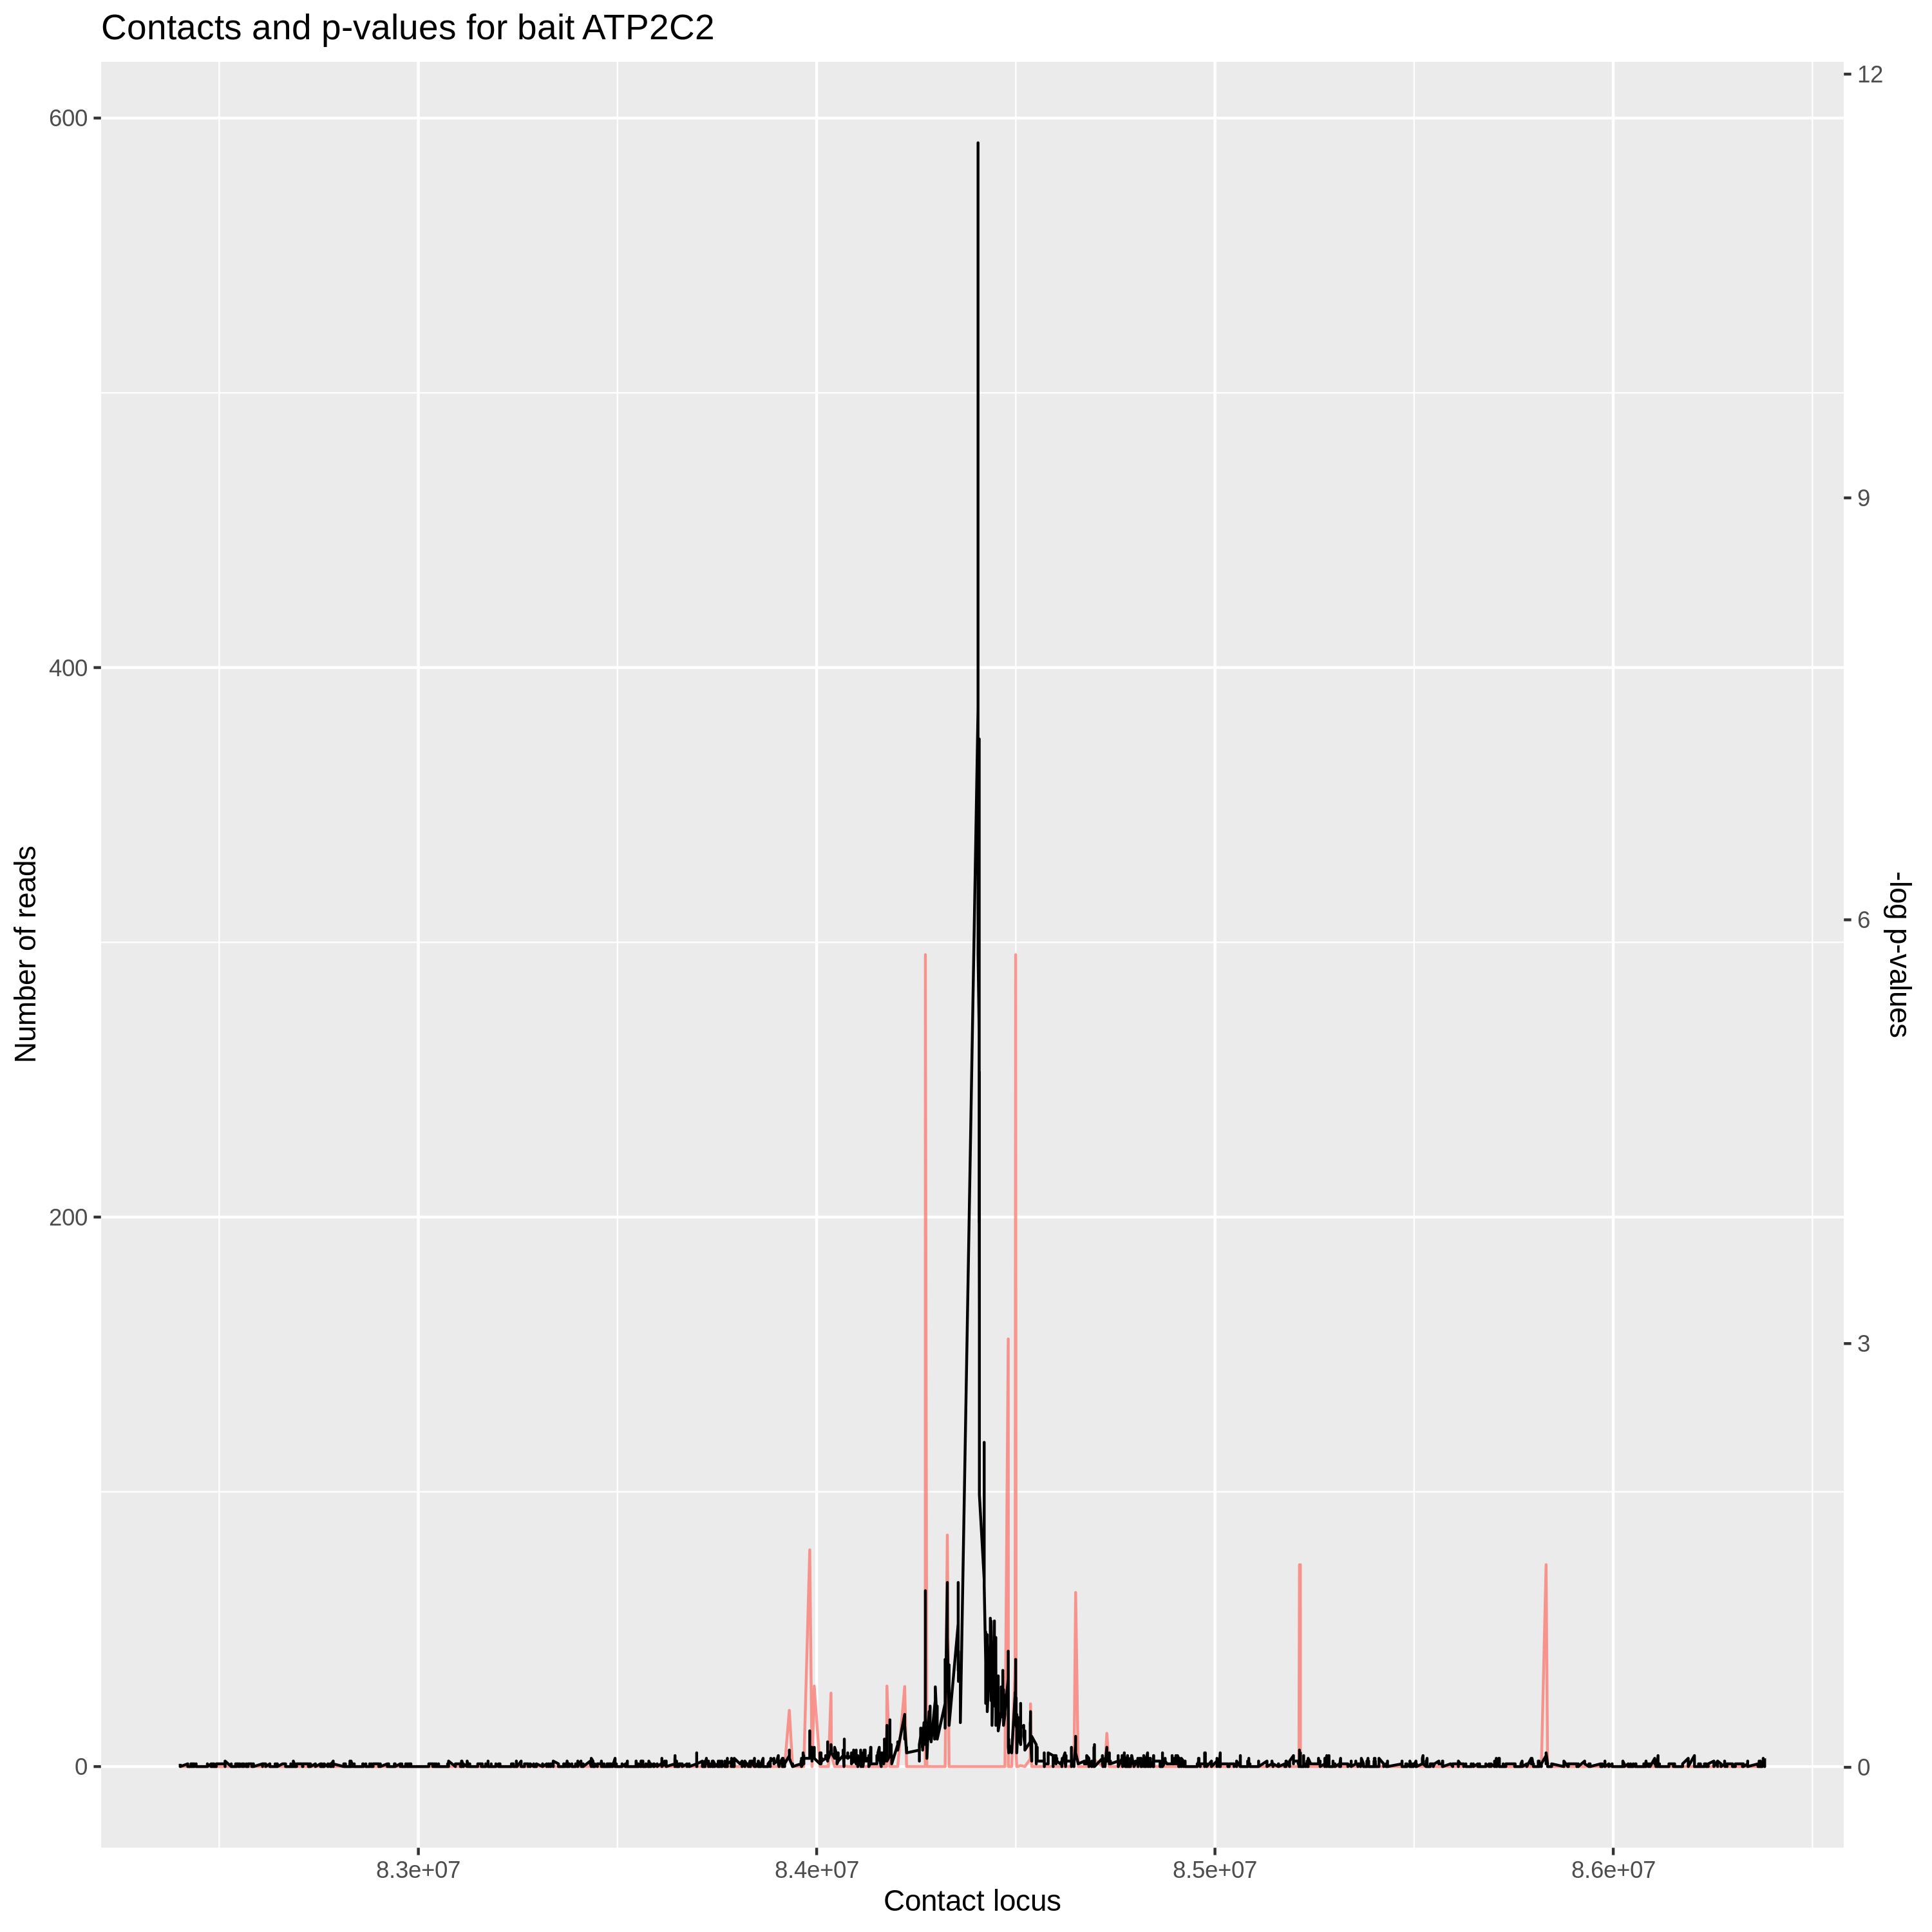 Contacts and p-values for bait ATP2C2
600
400
200
0
Number of reads
12
9
6
3
0
-log p-values
8.3e+07
8.4e+07
8.5e+07
8.6e+07
Contact locus